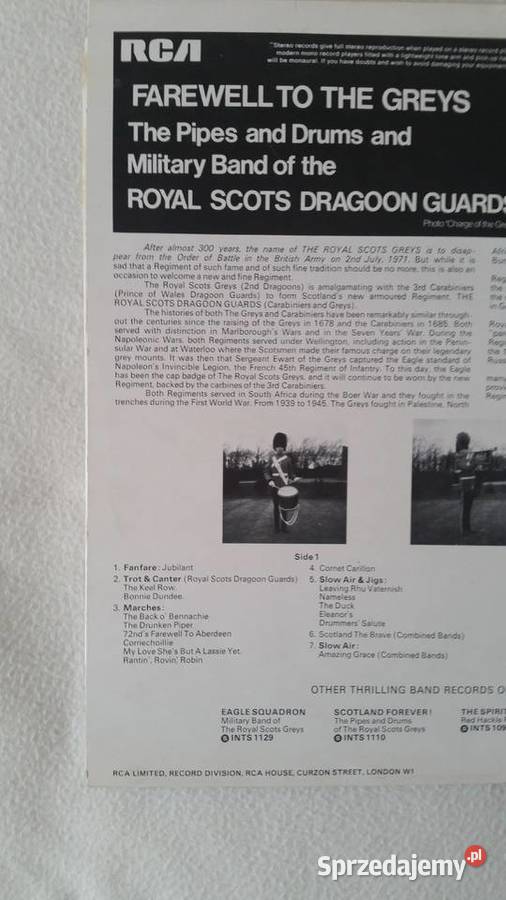 RCA
"Stereo records give full stereo reproduction when played on a stereo record
modern mono record players fitted with a lightweight tone arm and pick-up
will be monaural. If you have doubts and wish to avoid damaging your
FAREWELL TO THE GREYS
The Pipes and Drums and
Military Band of the
ROYAL SCOTS DRAGOON GUARDS
Photo "Charge of the
After almost 300 years, the name of THE ROYAL SCOTS GREYS is to disap-
pear from the Order of Battle in the British Army on 2nd July, 1971. But while it is
sad that a Regiment of such fame and of such fine tradition should be no more, this is also an
occasion to welcome a new and fine Regiment.
The Royal Scots Greys (2nd Dragoons) is amalgamating with the 3rd Carabiniers
(Prince of Wales Dragoon Guards) to form Scotland's new armoured Regiment, THE
ROYAL SCOTS DRAGOON GUARDS (Carabiniers and Greys).
The histories of both The Greys and Carabiniers have been remarkably similar through-
out the centuries since the raising of the Greys in 1678 and the Carabiniers in 1685. Both
served with distinction in Marlborough's Wars and in the Seven Years' War. During the
Napoleonic Wars, both Regiments served under Wellington, including action in the Penin-
sular War and at Waterloo where the Scotsmen made their famous charge on their legendary
grey mounts. It was then that Sergeant Ewart of the Greys captured the Eagle standard of
Napoleon's Invincible Legion, the French 45th Regiment of Infantry. To this day, the Eagle
has been the cap badge of The Royal Scots Greys, and it will continue to be worn by the new
Regiment, backed by the carbines of the 3rd Carabiniers.
Both Regiments served in South Africa during the Boer War and they fought in the
trenches during the First World War. From 1939 to 1945, The Greys fought in Palestine, North
Side 1
1. Fanfare: Jubilant
2. Trot & Canter (Royal Scots Dragoon Guards)
The Keel Row.
Bonnie Dundee.
3. Marches:
The Back o' Bennachie
The Drunken Piper
72nd's Farewell To Aberdeen
Corriechoillie
My Love She's But A Lassie Yet.
Rantin', Rovin' Robin
4. Cornet Carillon
5. Slow Air & Jigs:
Leaving Rhu Vaternish
Nameless
The Duck
Eleanor's
Drummers' Salute
6. Scotland The Brave (Combined Bands)
7. Slow Air:
Amazing Grace (Combined Bands)
OTHER THRILLING BAND RECORDS
EAGLE SQUADRON
Military Band of
The Royal Scots Greys
S INTS 1129
SCOTLAND FOREVER!
The Pipes and Drums
of The Royal Scots Greys
S INTS 1110
THE SPIRIT
Red Hackle
S INTS 109
RCA LIMITED, RECORD DIVISION, RCA HOUSE, CURZON STREET, LONDON W1
Sprzedajemy.pl